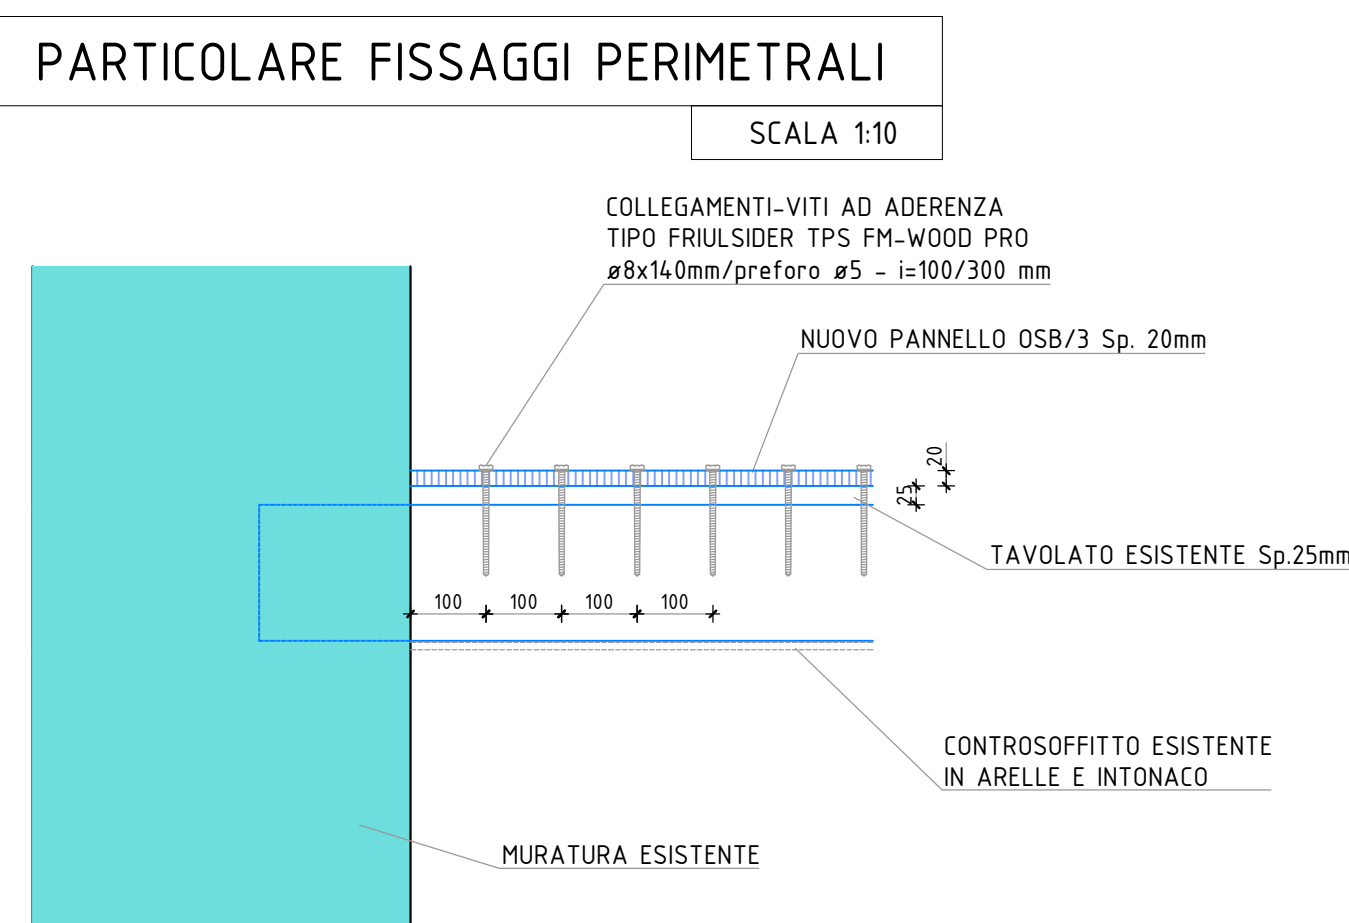 PARTICOLARE FISSAGGI PERIMETRALI
SCALA 1:10
COLLEGAMENTI-VITI AD ADERENZA
TIPO FRIULSIDER TPS FM-WOOD PRO
ø8x140mm/preforo ø5 - i=100/300 mm
NUOVO PANNELLO OSB/3 Sp. 20mm
20
25
TAVOLATO ESISTENTE Sp.25mm
100 100 100 100
CONTROSOFFITTO ESISTENTE
IN ARELLE E INTONACO
MURATURA ESISTENTE